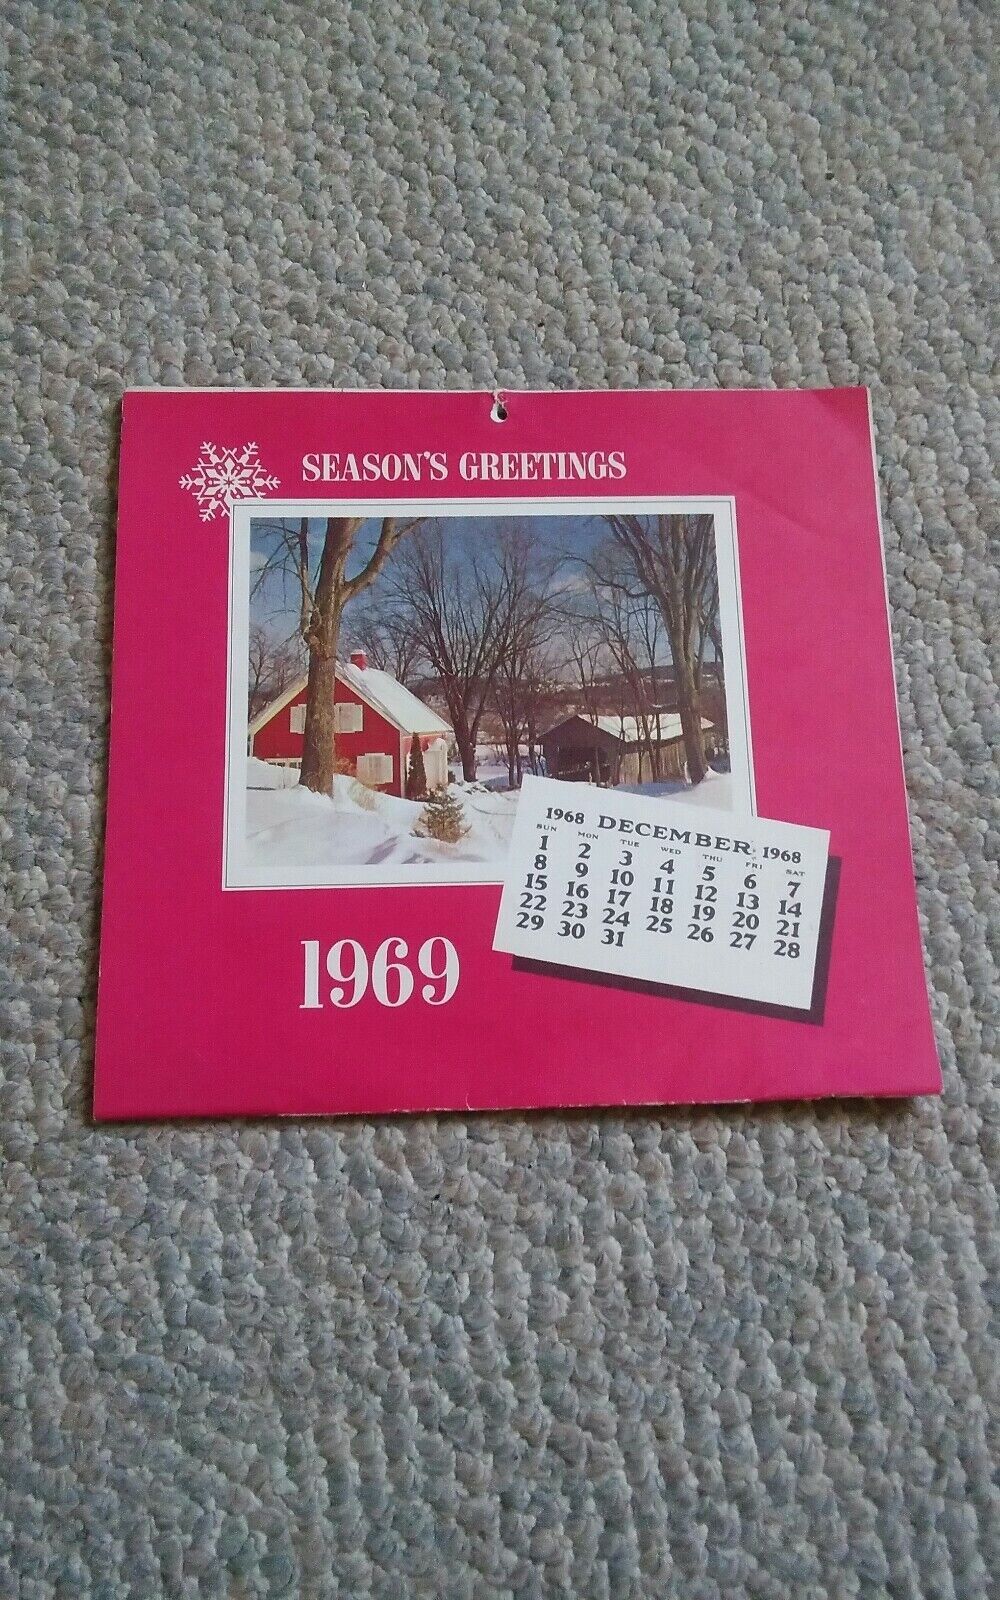 SEASON'S GREETINGS
1968 DECEMBER 1968
SUN MON TUE WED THU FRI SAT
1 2 3 4 5 6 7
8 9 10 11 12 13 14
15 16 17 18 19 20 21
22 23 24 25 26 27 28
29 30 31
1969